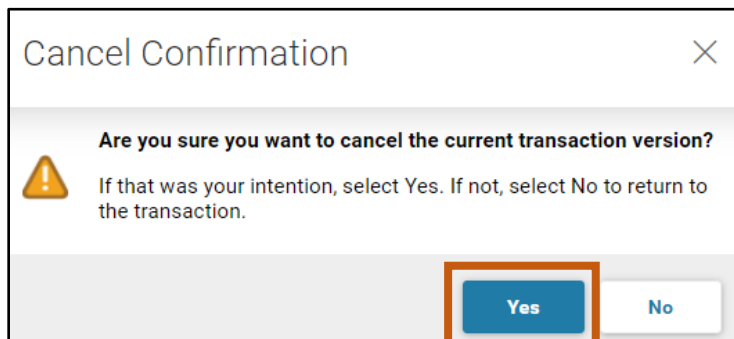 Cancel Confirmation
Are you sure you want to cancel the current transaction version?
If that was your intention, select Yes. If not, select No to return to
the transaction.
Yes No